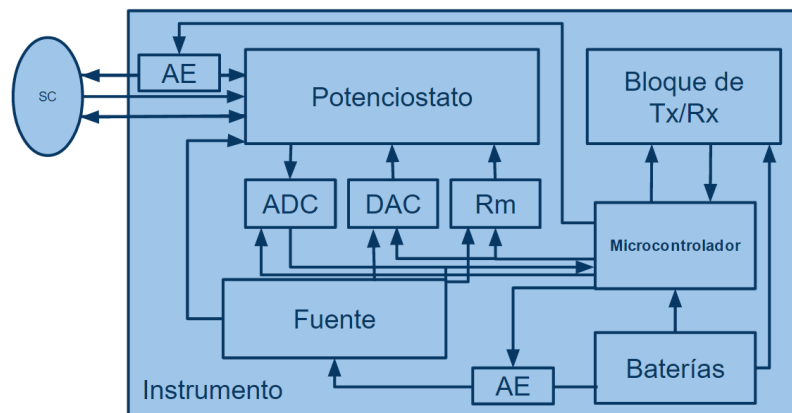 AE
SC
Potenciostato
Bloque de
Tx/Rx
ADC
DAC
Rm
Microcontrolador
Fuente
Baterías
AE
Instrumento